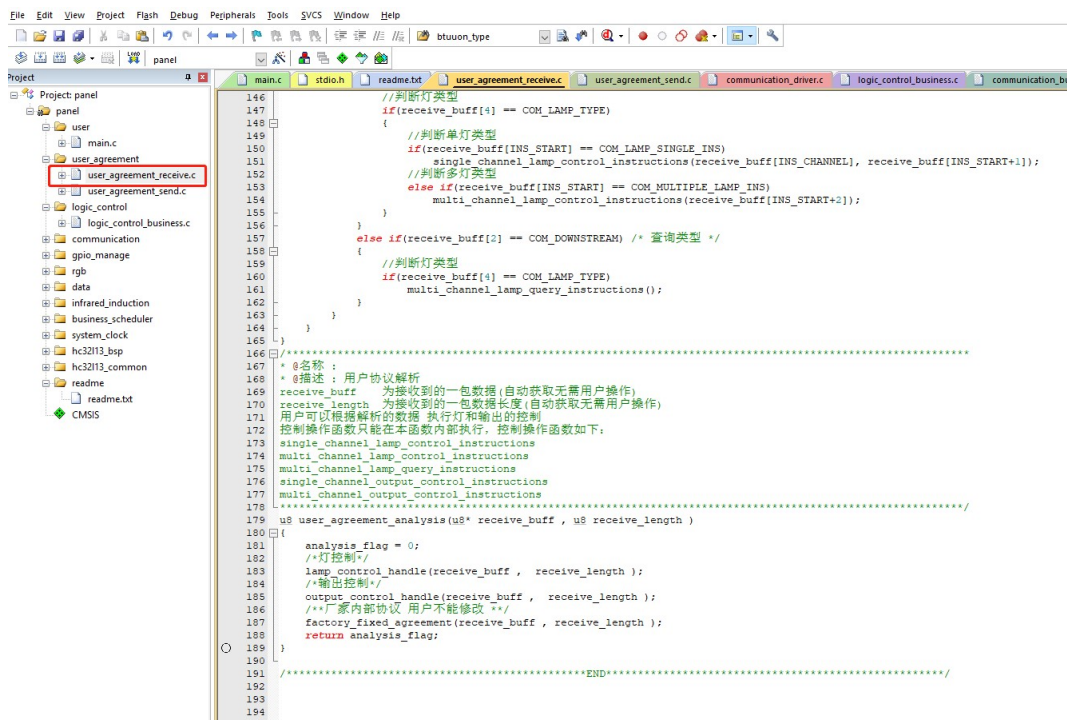 File Edit View Project Flash Debug Peripherals Tools SVCS Window Help
btuuon_type
LOAD panel
Project
main.c stdio.h readme.txt user_agreement_receive.c user_agreement_send.c communication_driver.c logic_control_business.c communication_bu
Project: panel
panel
user
main.c
user_agreement
user_agreement_receive.c
user_agreement_send.c
logic_control
logic_control_business.c
communication
gpio_manage
rgb
data
infrared_induction
business_scheduler
system_clock
hc32l13_bsp
hc32l13_common
readme
readme.txt
CMSIS
146 //判断灯类型
147 if(receive_buff[4] == COM_LAMP_TYPE)
148 {
149 //判断单灯类型
150 if(receive_buff[INS_START] == COM_LAMP_SINGLE_INS)
151 single_channel_lamp_control_instructions(receive_buff[INS_CHANNEL], receive_buff[INS_START+1]);
152 //判断多灯类型
153 else if(receive_buff[INS_START] == COM_MULTIPLE_LAMP_INS)
154 multi_channel_lamp_control_instructions(receive_buff[INS_START+2]);
155 }
156 }
157 else if(receive_buff[2] == COM_DOWNSTREAM) /* 查询类型 */
158 {
159 //判断灯类型
160 if(receive_buff[4] == COM_LAMP_TYPE)
161 multi_channel_lamp_query_instructions();
162 }
163 }
164 }
165 }
166 /**********************************************************************************************************
167 * @名称 :
168 * @描述 : 用户协议解析
169 receive_buff 为接收到的一包数据(自动获取无需用户操作)
170 receive_length 为接收到的一包数据长度(自动获取无需用户操作)
171 用户可以根据解析的数据 执行灯和输出的控制
172 控制操作函数只能在本函数内部执行，控制操作函数如下：
173 single_channel_lamp_control_instructions
174 multi_channel_lamp_control_instructions
175 multi_channel_lamp_query_instructions
176 single_channel_output_control_instructions
177 multi_channel_output_control_instructions
178 **********************************************************************************************************/
179 u8 user_agreement_analysis(u8* receive_buff , u8 receive_length )
180 {
181 analysis_flag = 0;
182 /*灯控制*/
183 lamp_control_handle(receive_buff , receive_length );
184 /*输出控制*/
185 output_control_handle(receive_buff , receive_length );
186 /**厂家内部协议 用户不能修改 **/
187 factory_fixed_agreement(receive_buff , receive_length );
188 return analysis_flag;
189 }
190
191 /***********************************************END****************************************************/
192
193
194